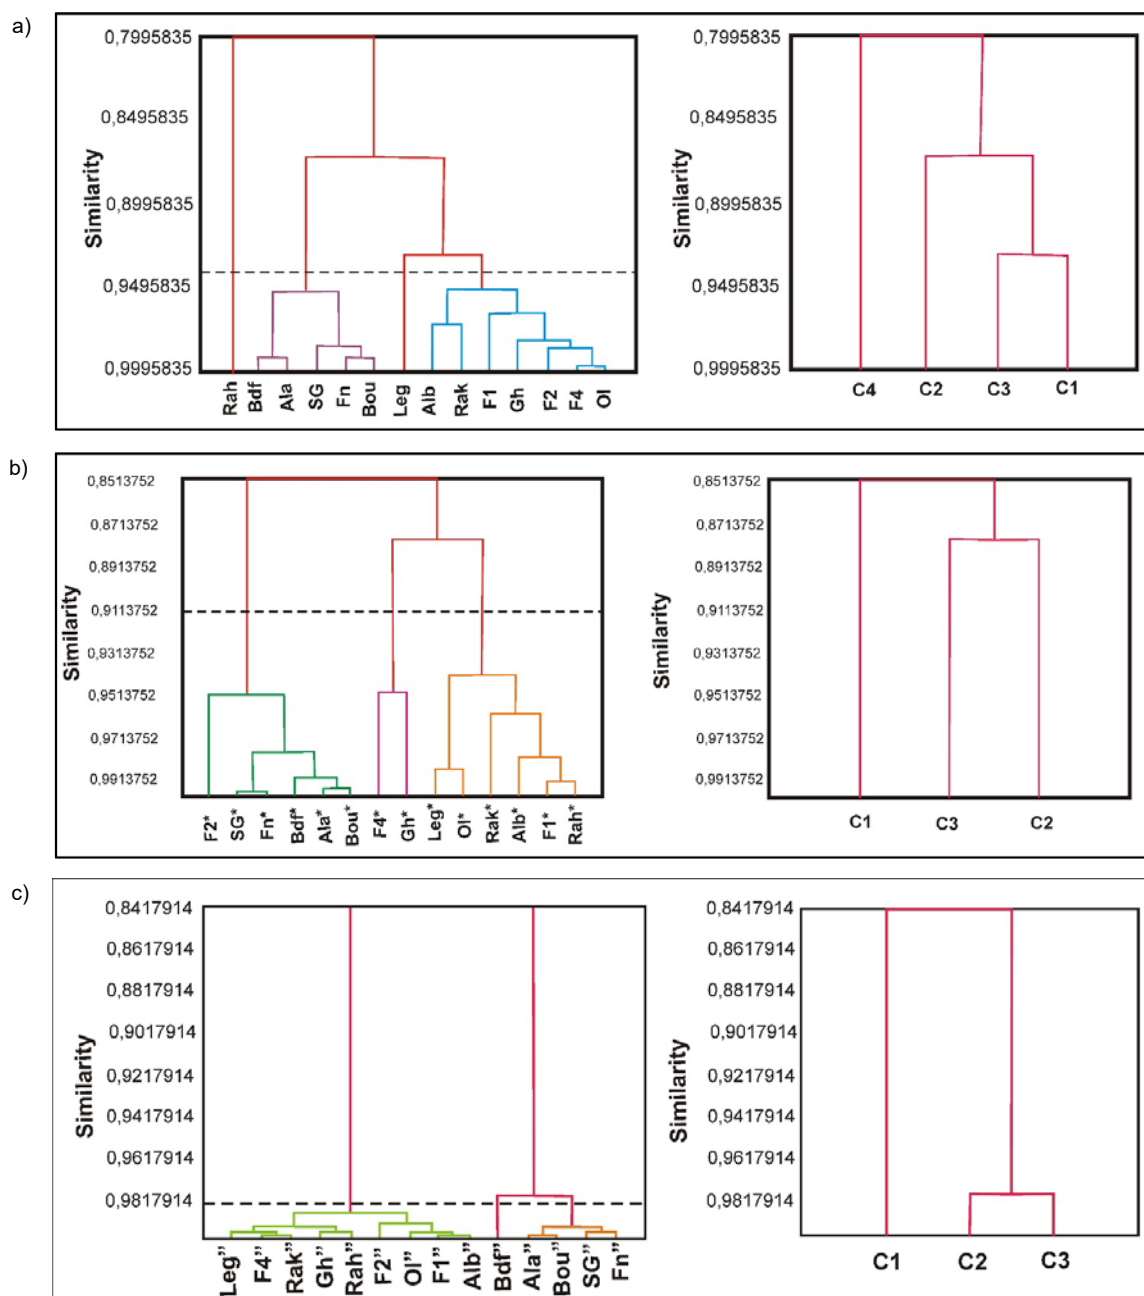 a)
0,7995835
0,8495835
0,8995835
0,9495835
0,9995835
Similarity
Rah Bdf Ala SG Fn Bou Leg Alb Rak F1 Gh F2 F4 Ol
0,7995835
0,8495835
0,8995835
0,9495835
0,9995835
Similarity
C4 C2 C3 C1
b)
0,8513752
0,8713752
0,8913752
0,9113752
0,9313752
0,9513752
0,9713752
0,9913752
Similarity
F2* SG* Fn* Bdf* Ala* Bou* F4* Gh* Leg* Ol* Rak* Alb* F1* Rah*
0,8513752
0,8713752
0,8913752
0,9113752
0,9313752
0,9513752
0,9713752
0,9913752
Similarity
C1 C3 C2
c)
0,8417914
0,8617914
0,8817914
0,9017914
0,9217914
0,9417914
0,9617914
0,9817914
Similarity
Leg” F4” Rak” Gh” Rah” F2” Ol” F1” Alb” Bdf” Ala” Bou” SG” Fn”
0,8417914
0,8617914
0,8817914
0,9017914
0,9217914
0,9417914
0,9617914
0,9817914
Similarity
C1 C2 C3